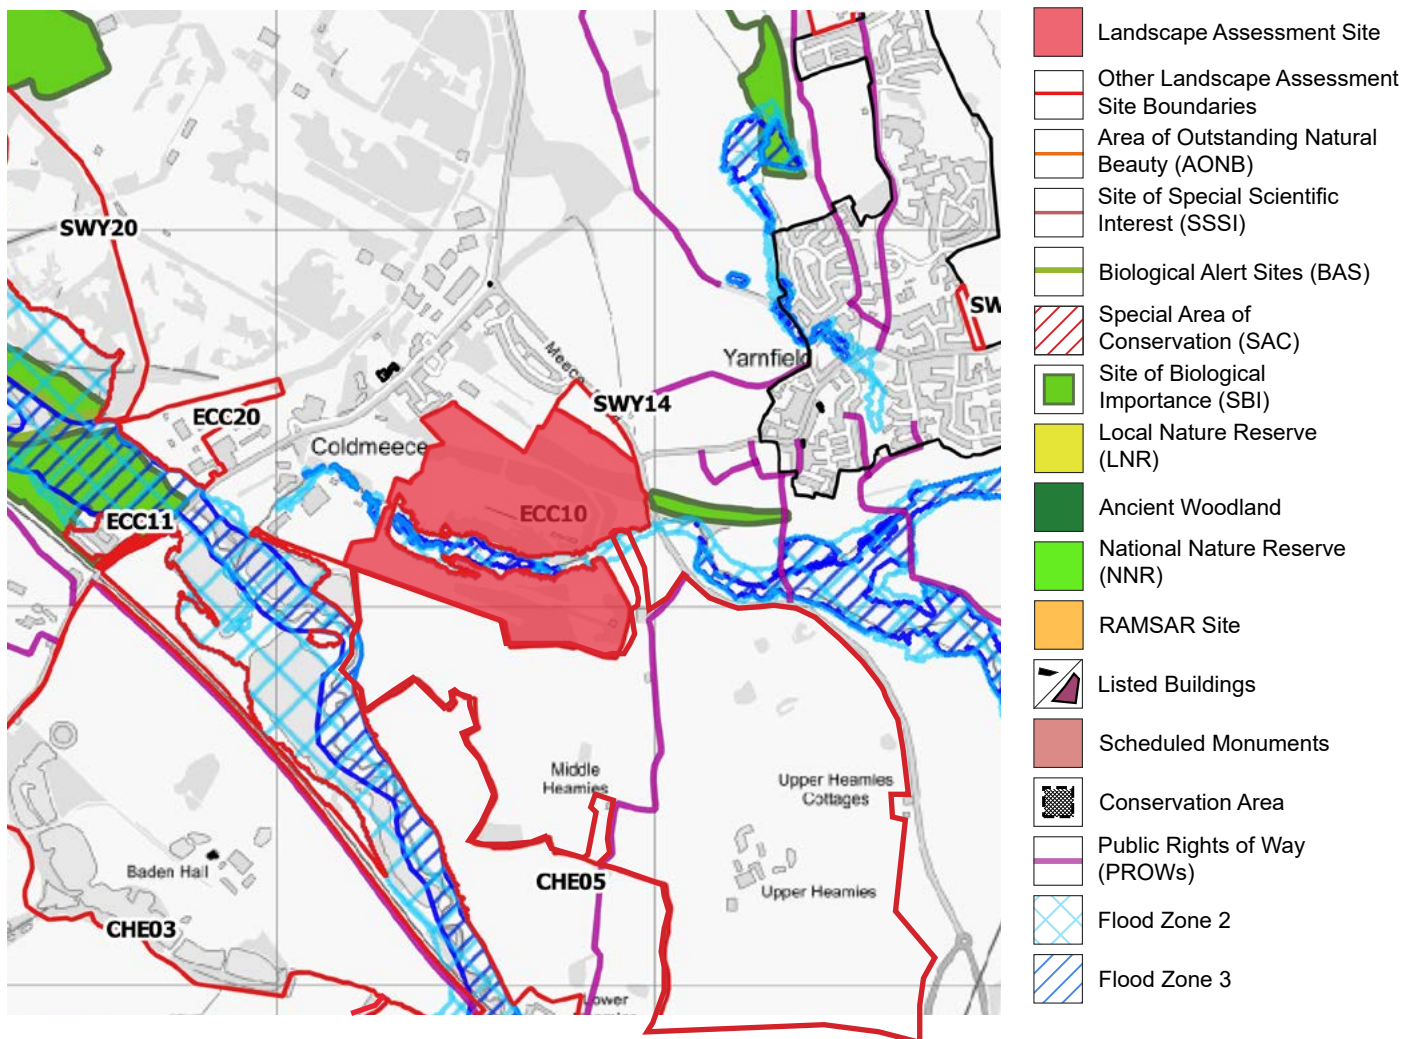 SWY20
SW
Meece
Yarnfield
SWY14
ECC20
Coldmeece
ECC10
ECC11
Middle
Heamies
Upper Heamies
Cottages
Baden Hall
CHE05
Upper Heamies
CHE03
Lower
Landscape Assessment Site
Other Landscape Assessment
Site Boundaries
Area of Outstanding Natural
Beauty (AONB)
Site of Special Scientific
Interest (SSSI)
Biological Alert Sites (BAS)
Special Area of
Conservation (SAC)
Site of Biological
Importance (SBI)
Local Nature Reserve
(LNR)
Ancient Woodland
National Nature Reserve
(NNR)
RAMSAR Site
Listed Buildings
Scheduled Monuments
Conservation Area
Public Rights of Way
(PROWs)
Flood Zone 2
Flood Zone 3